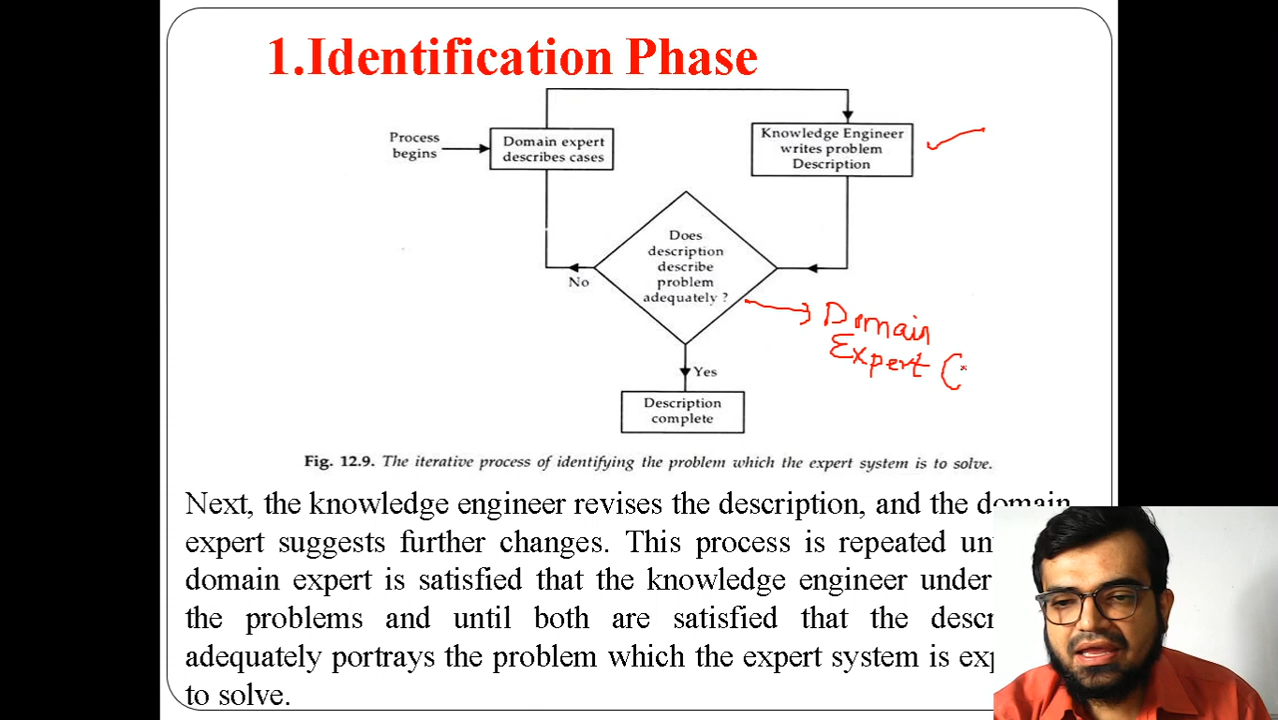 1.Identification Phase
Process
begins
Domain expert
describes cases
Knowledge Engineer
writes problem
Description
Does
description
describe
problem
adequately ?
No
Domain
Expert (
Yes
Description
complete
Fig. 12.9. The iterative process of identifying the problem which the expert system is to solve.
Next, the knowledge engineer revises the description, and the domain
expert suggests further changes. This process is repeated
domain expert is satisfied that the knowledge engineer
the problems and until both are satisfied that the
adequately portrays the problem which the expert system is
to solve.